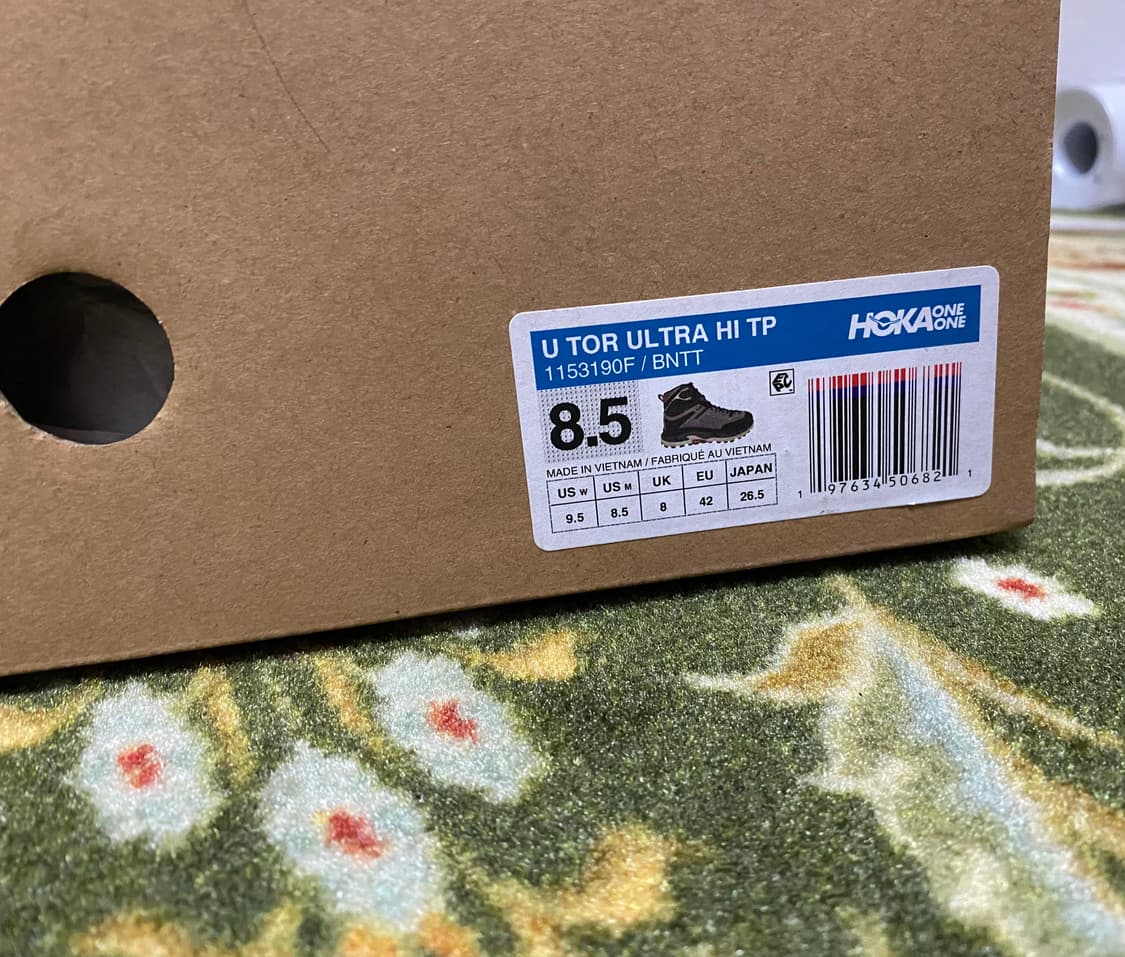 U TOR ULTRA HI TP
1153190F / BNTT
HOKA ONE ONE
8.5
MADE IN VIETNAM / FABRIQUÉ AU VIETNAM
US W US M UK EU JAPAN
9.5 8.5 8 42 26.5
1 97634 50682 1